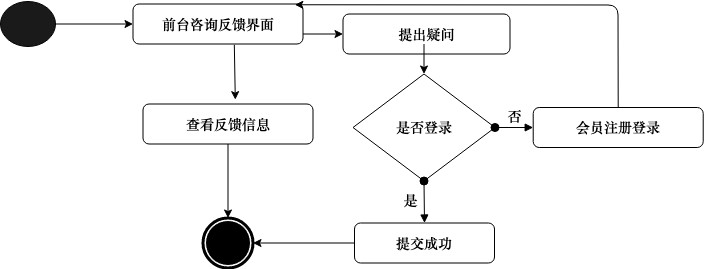 前台咨询反馈界面
提出疑问
查看反馈信息
是否登录
否
会员注册登录
是
提交成功